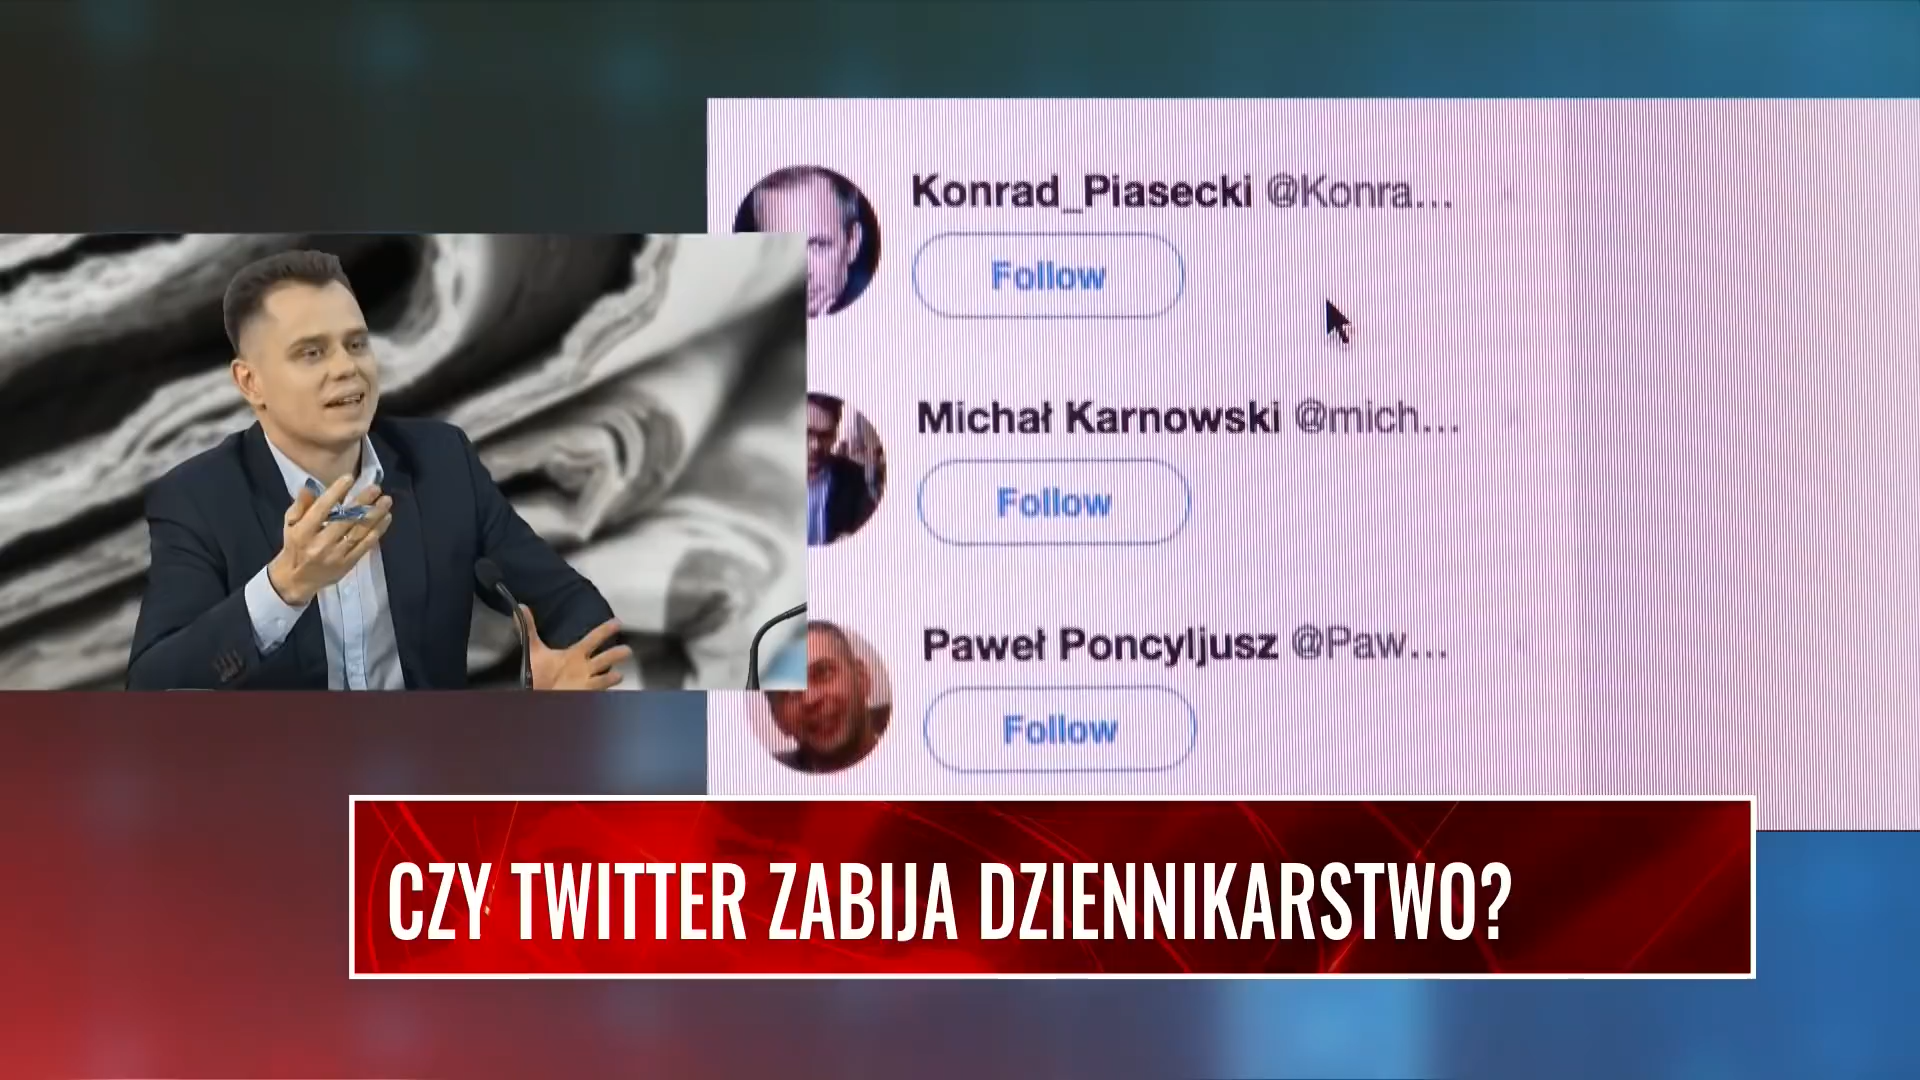 Konrad_Piasecki @Konra...
Follow
Michał Karnowski @mich...
Follow
Paweł Poncyljusz @Paw...
Follow
CZY TWITTER ZABIJA DZIENNIKARSTWO?